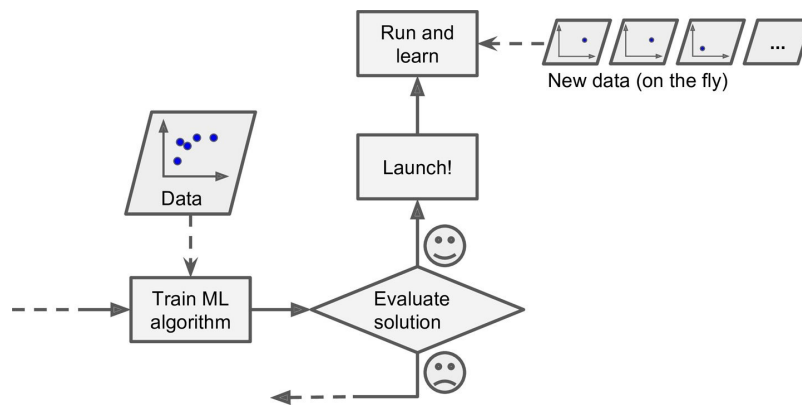 Run and
learn
...
New data (on the fly)
Launch!
Data
Train ML
algorithm
Evaluate
solution